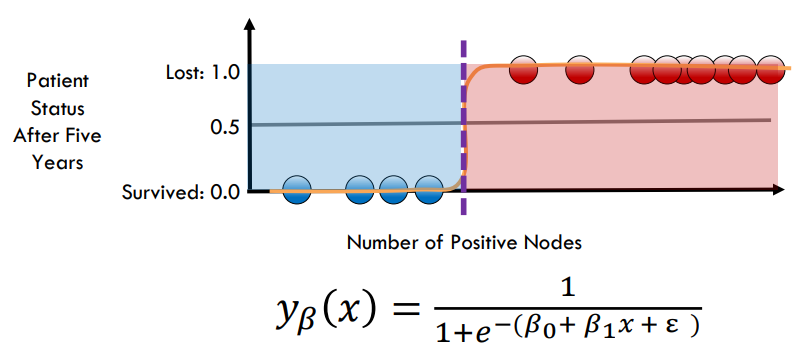 Patient
Status
After Five
Years
Lost: 1.0
0.5
Survived: 0.0
Number of Positive Nodes
y_β(x) = 1 / (1+e^−(β₀+ β₁x + ε ))